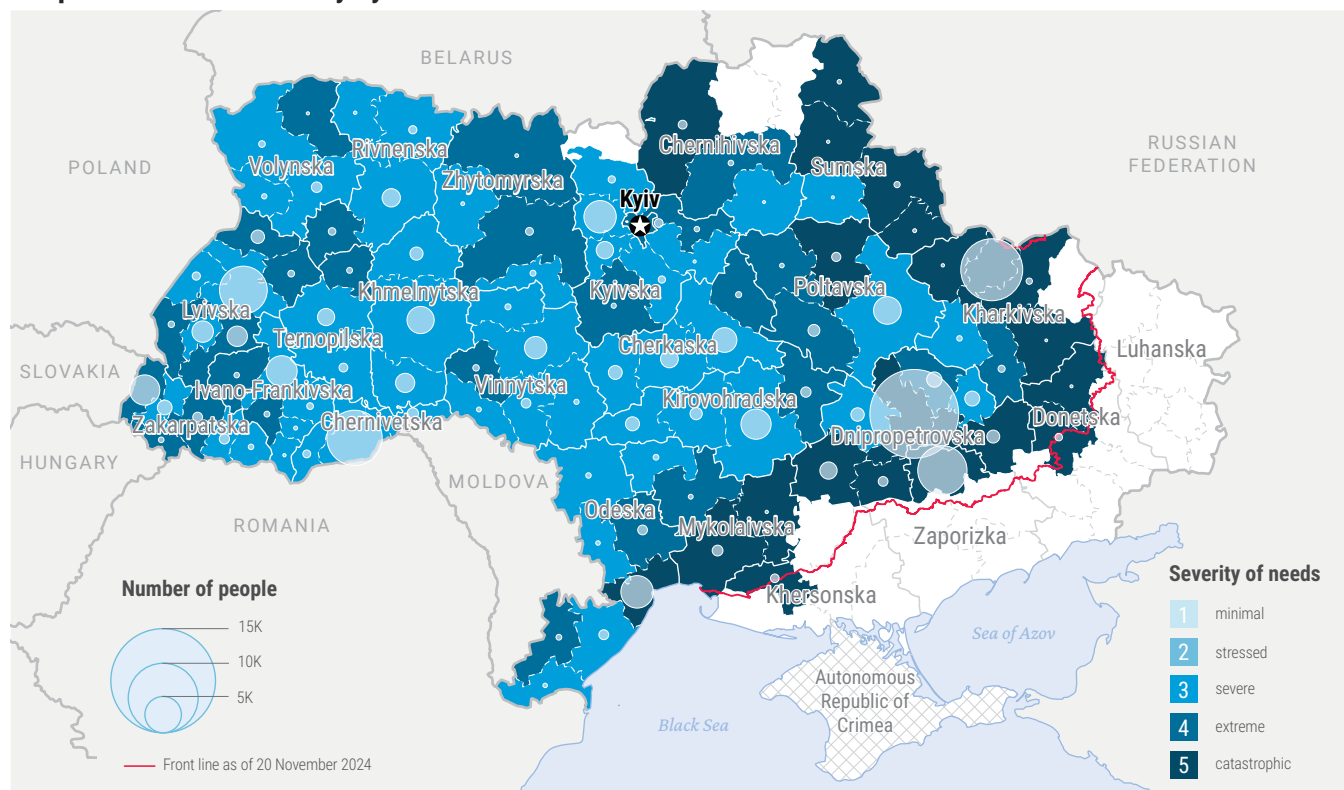 BELARUS
RUSSIAN
FEDERATION
POLAND
Volynska
Rivnenska
Zhytomyrska
Chernihivska
Sumska
Kyiv
Lvivska
Khmelnytska
Kyivska
Poltavska
Kharkivska
Ternopilska
Cherkaska
Luhanska
SLOVAKIA
Ivano-Frankivska
Vinnytska
Kirovohradska
Zakarpatska
Chernivetska
Dnipropetrovska
Donetska
HUNGARY
MOLDOVA
ROMANIA
Odeska
Mykolaivska
Zaporizka
Khersonska
Sea of Azov
Autonomous
Republic of
Crimea
Black Sea
Number of people
15K
10K
5K
Front line as of 20 November 2024
Severity of needs
1 minimal
2 stressed
3 severe
4 extreme
5 catastrophic